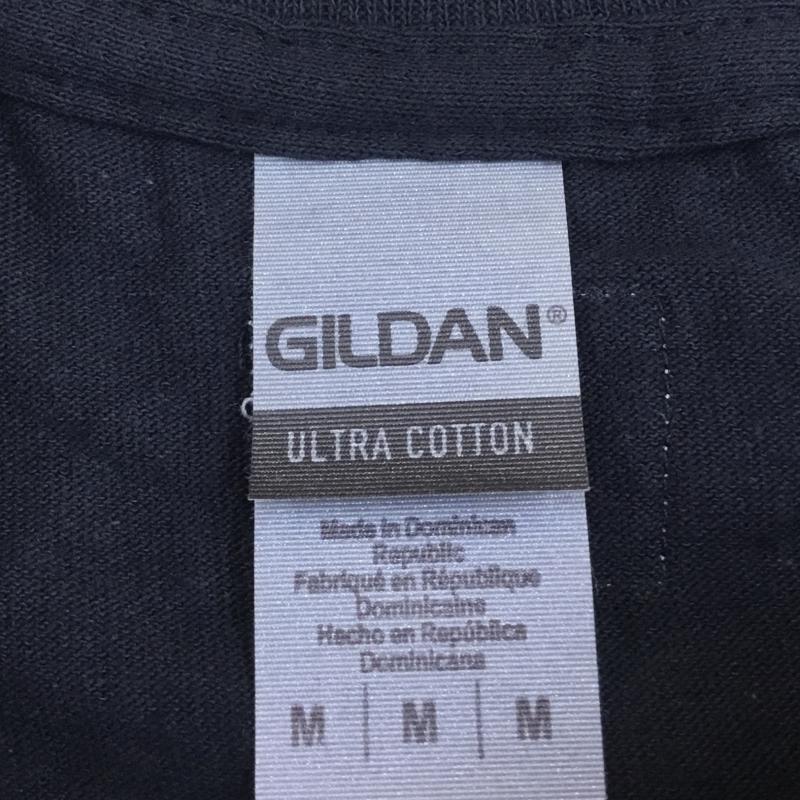 GILDAN®
ULTRA COTTON
Made in Dominican
Republic
Fabriqué en République
Dominicaine
Hecho en República
Dominicana
M | M | M